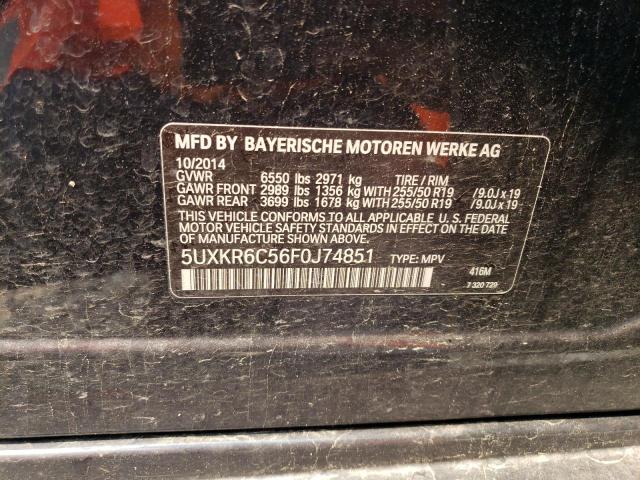 MFD BY BAYERISCHE MOTOREN WERKE AG
10/2014
GVWR 6550 lbs 2971 kg TIRE / RIM
GAWR FRONT 2989 lbs 1356 kg WITH 255/50 R19 /9.0J x 19
GAWR REAR 3699 lbs 1678 kg WITH 255/50 R19 /9.0J x 19
THIS VEHICLE CONFORMS TO ALL APPLICABLE U. S. FEDERAL
MOTOR VEHICLE SAFETY STANDARDS IN EFFECT ON THE
DATE OF MANUFACTURE SHOWN ABOVE.
5UXKR6C56F0J74851 TYPE: MPV
416M
7 320 729